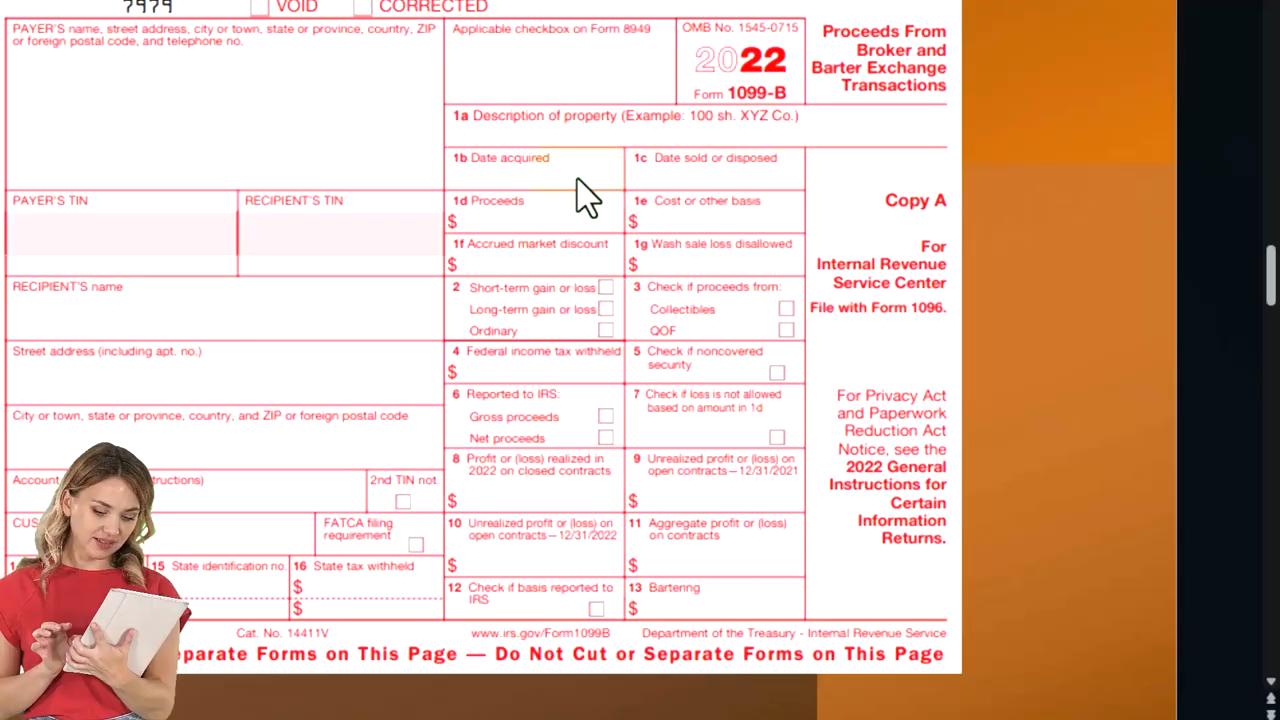 7979
VOID
CORRECTED
PAYER'S name, street address, city or town, state or province, country, ZIP
or foreign postal code, and telephone no.
Applicable checkbox on Form 8949
OMB No. 1545-0715
2022
Form 1099-B
Proceeds From
Broker and
Barter Exchange
Transactions
1a Description of property (Example: 100 sh. XYZ Co.)
1b Date acquired
1c Date sold or disposed
PAYER'S TIN
RECIPIENT'S TIN
1d Proceeds
$
1e Cost or other basis
$
Copy A
1f Accrued market discount
$
1g Wash sale loss disallowed
$
For
Internal Revenue
Service Center
File with Form 1096.
RECIPIENT'S name
2 Short-term gain or loss
Long-term gain or loss
Ordinary
3 Check if proceeds from:
Collectibles
QOF
Street address (including apt. no.)
4 Federal income tax withheld
$
5 Check if noncovered
security
6 Reported to IRS:
Gross proceeds
Net proceeds
7 Check if loss is not allowed
based on amount in 1d
For Privacy Act
and Paperwork
Reduction Act
Notice, see the
2022 General
Instructions for
Certain
Information
Returns.
City or town, state or province, country, and ZIP or foreign postal code
8 Profit or (loss) realized in
2022 on closed contracts
$
9 Unrealized profit or (loss) on
open contracts—12/31/2021
$
Account
tructions)
2nd TIN not.
CUS
FATCA filing
requirement
10 Unrealized profit or (loss) on
open contracts—12/31/2022
$
11 Aggregate profit or (loss)
on contracts
$
1
15 State identification no.
16 State tax withheld
$
$
12 Check if basis reported to
IRS
13 Bartering
$
Cat. No. 14411V
www.irs.gov/Form1099B
Department of the Treasury - Internal Revenue Service
parate Forms on This Page — Do Not Cut or Separate Forms on This Page